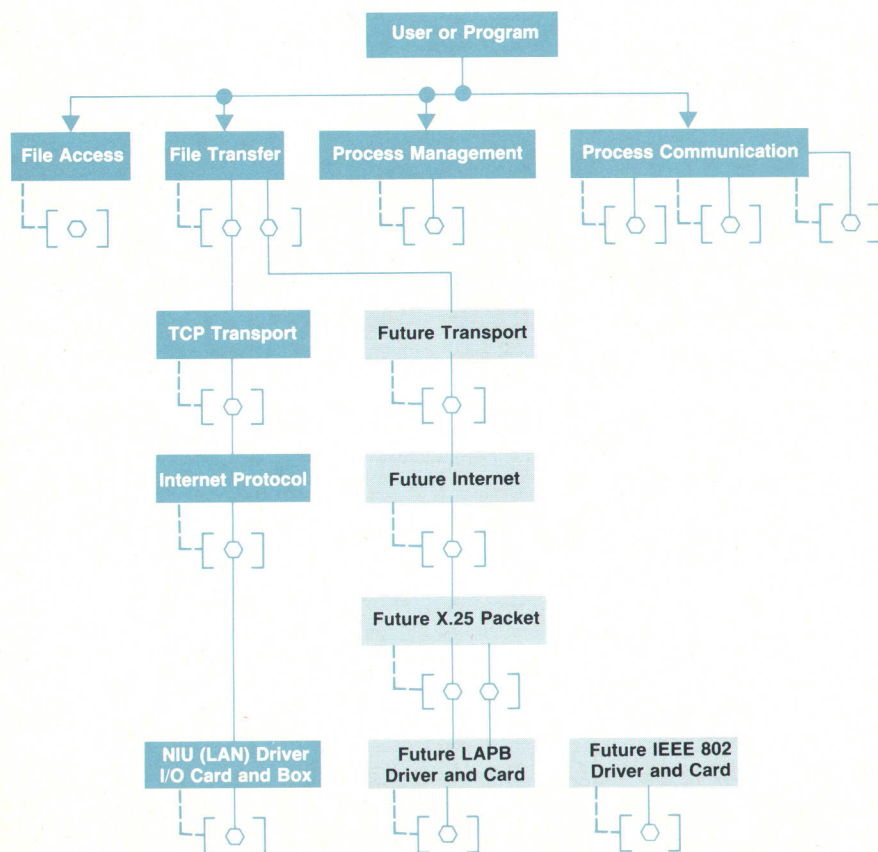 User or Program
File Access
File Transfer
Process Management
Process Communication
TCP Transport
Future Transport
Internet Protocol
Future Internet
Future X.25 Packet
NIU (LAN) Driver
I/O Card and Box
Future LAPB
Driver and Card
Future IEEE 802
Driver and Card